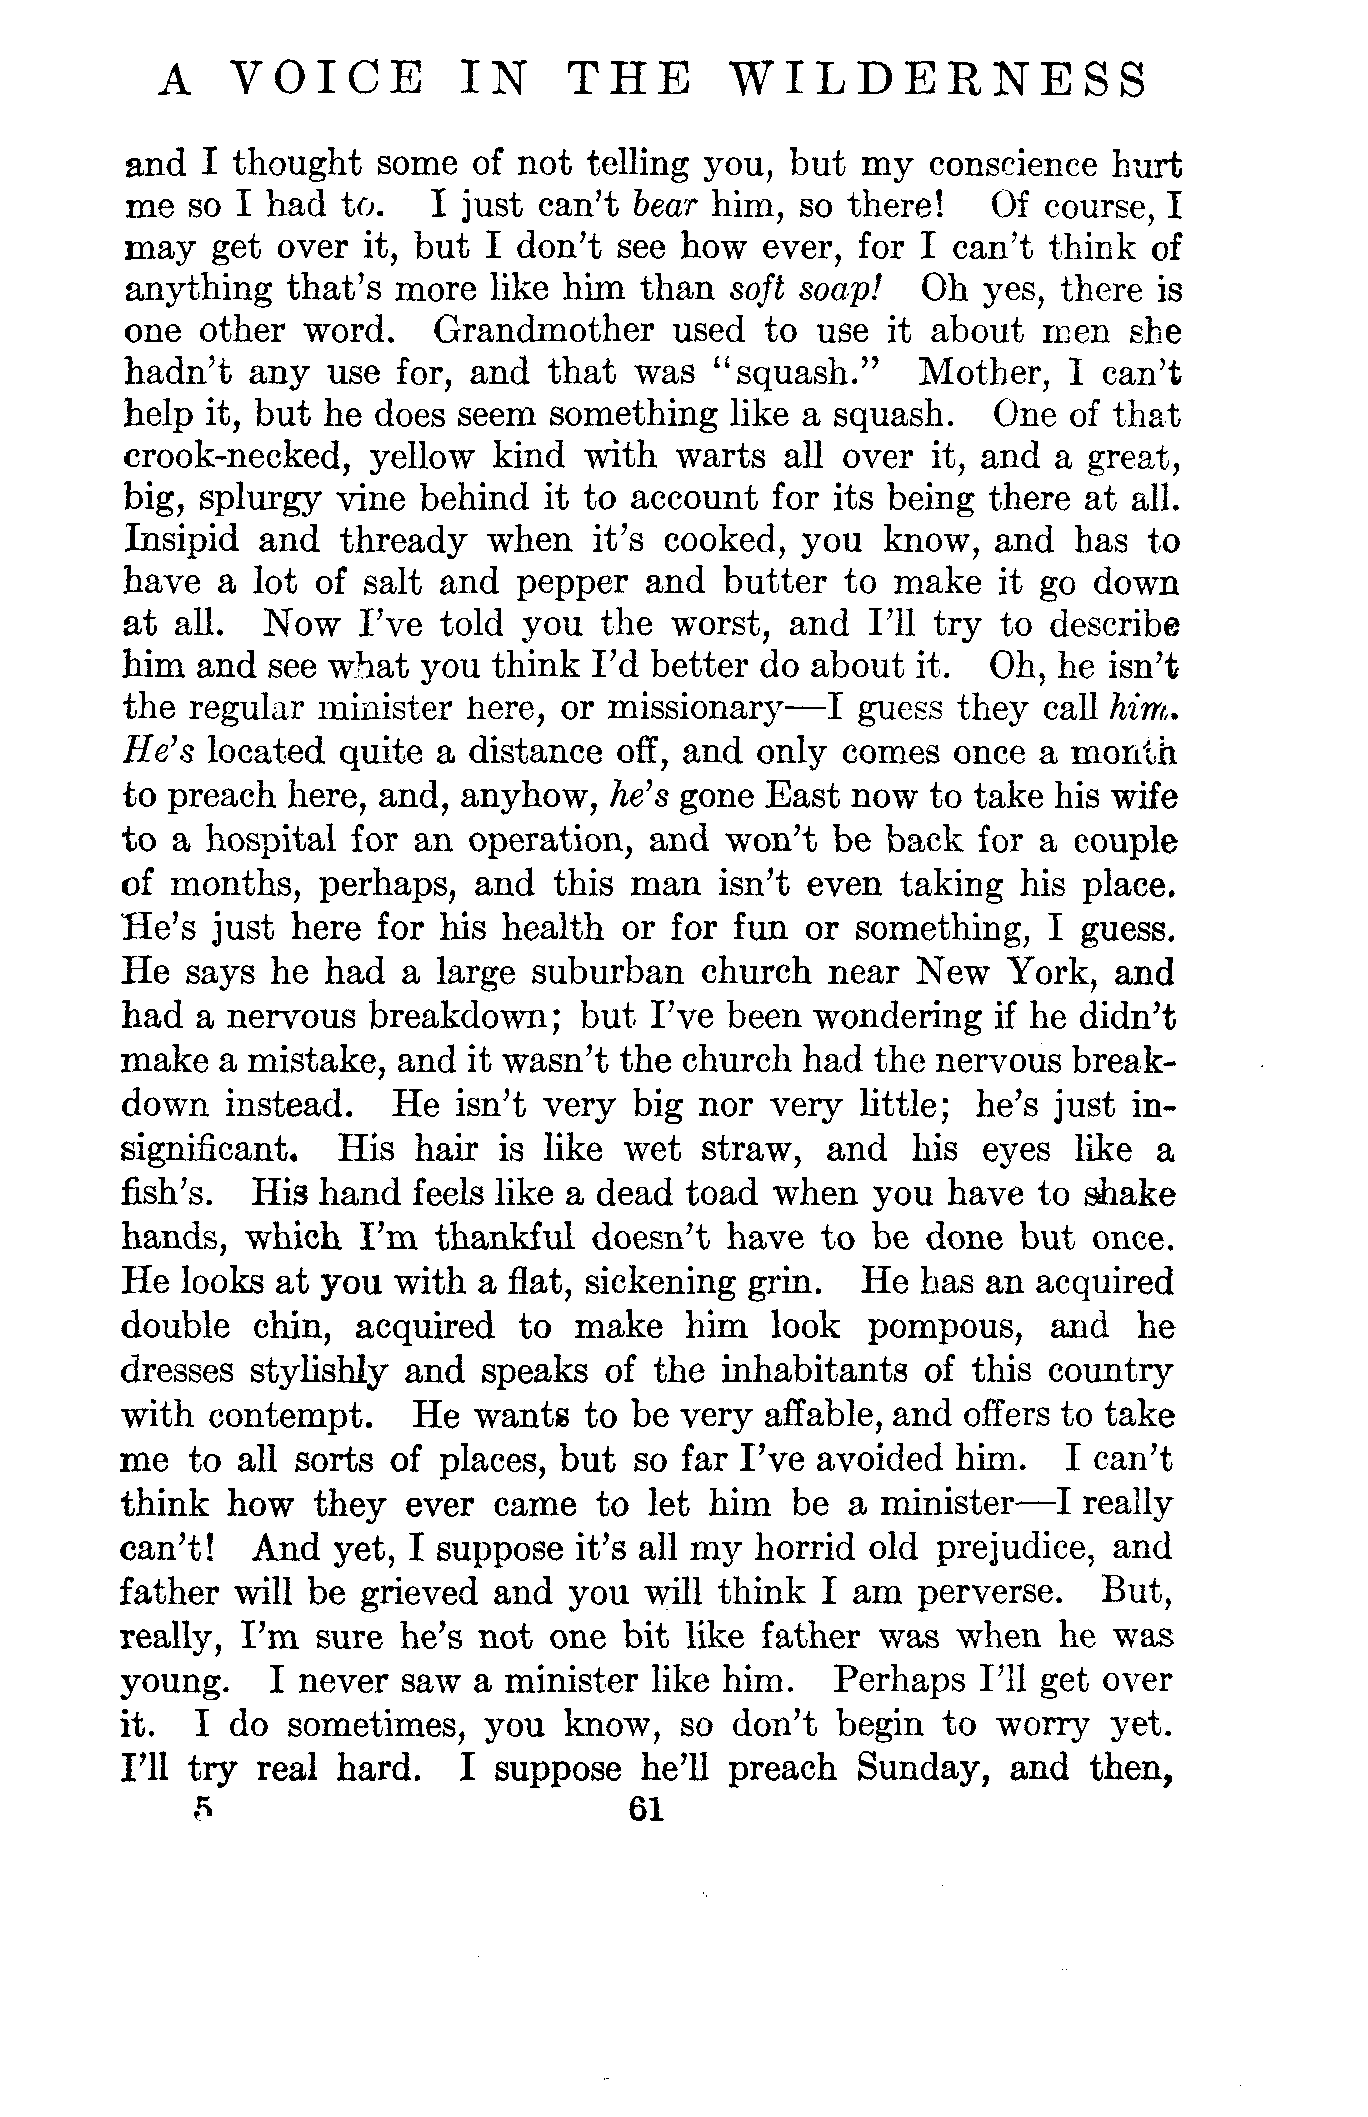 A VOICE IN THE WILDERNESS
and I thought some of not telling you, but my conscience hurt
me so I had to. I just can't bear him, so there! Of course, I
may get over it, but I don't see how ever, for I can't think of
anything that's more like him than soft soap! Oh yes, there is
one other word. Grandmother used to use it about men she
hadn't any use for, and that was "squash." Mother, I can't
help it, but he does seem something like a squash. One of that
crook-necked, yellow kind with warts all over it, and a great,
big, splurgy vine behind it to account for its being there at all.
Insipid and thready when it's cooked, you know, and has to
have a lot of salt and pepper and butter to make it go down
at all. Now I've told you the worst, and I'll try to describe
him and see what you think I'd better do about it. Oh, he isn't
the regular minister here, or missionary—I guess they call him.
He's located quite a distance off, and only comes once a month
to preach here, and, anyhow, he's gone East now to take his wife
to a hospital for an operation, and won't be back for a couple
of months, perhaps, and this man isn't even taking his place.
He's just here for his health or for fun or something, I guess.
He says he had a large suburban church near New York, and
had a nervous breakdown; but I've been wondering if he didn't
make a mistake, and it wasn't the church had the nervous break-
down instead. He isn't very big nor very little; he's just in-
significant. His hair is like wet straw, and his eyes like a
fish's. His hand feels like a dead toad when you have to shake
hands, which I'm thankful doesn't have to be done but once.
He looks at you with a flat, sickening grin. He has an acquired
double chin, acquired to make him look pompous, and he
dresses stylishly and speaks of the inhabitants of this country
with contempt. He wants to be very affable, and offers to take
me to all sorts of places, but so far I've avoided him. I can't
think how they ever came to let him be a minister—I really
can't! And yet, I suppose it's all my horrid old prejudice, and
father will be grieved and you will think I am perverse. But,
really, I'm sure he's not one bit like father was when he was
young. I never saw a minister like him. Perhaps I'll get over
it. I do sometimes, you know, so don't begin to worry yet.
I'll try real hard. I suppose he'll preach Sunday, and then,
5 61